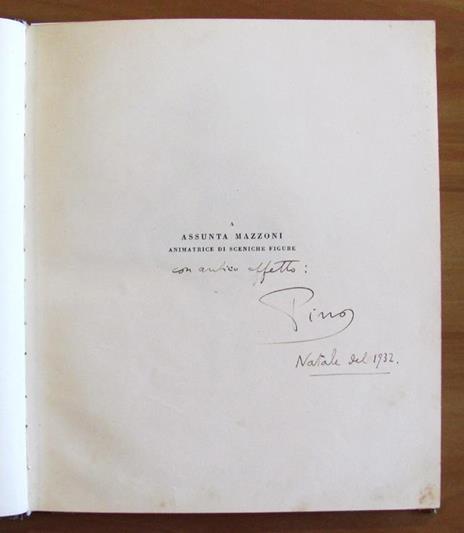 A
ASSUNTA MAZZONI
ANIMATRICE DI SCENICHE FIGURE
con antico affetto:
Pino
Natale del 1932.